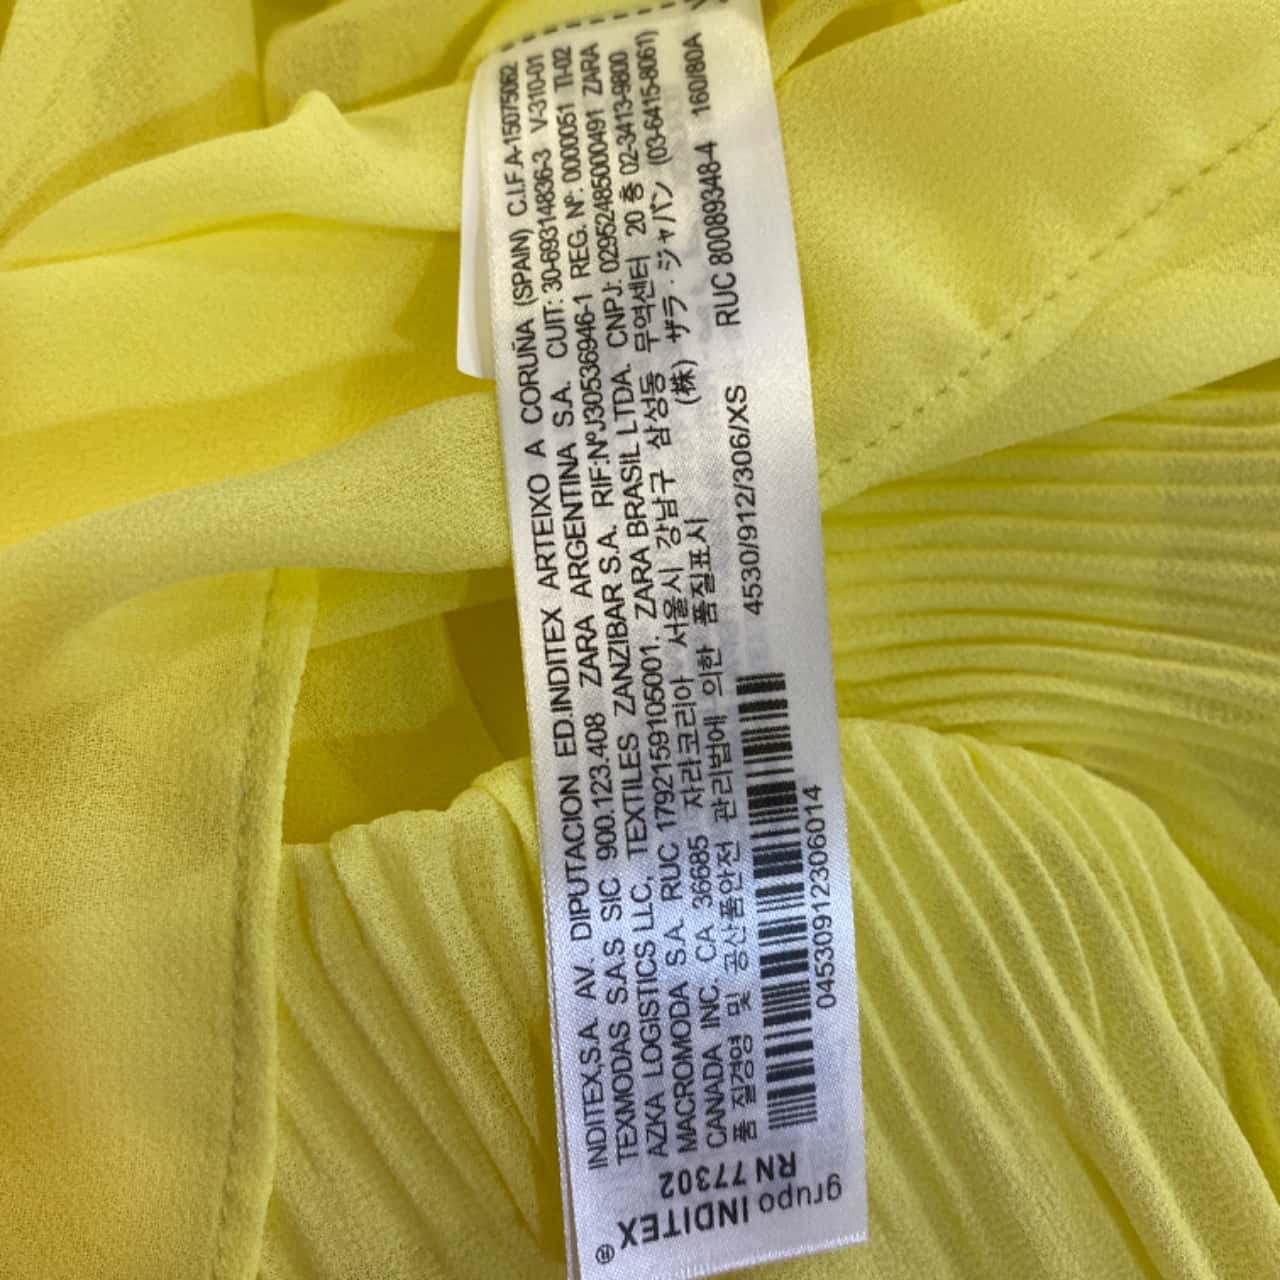 INDITEX,S.A. AV. DIPUTACION ED.INDITEX ARTEIXO A CORUÑA (SPAIN) C.I.F.A-15075062
TEXMODAS S.A.S SIC 900.123.408 ZARA ARGENTINA S.A. CUIT: 30-69314836-3 V-310-01
AZKA LOGISTICS LLC, TEXTILES ZANZIBAR S.A. RIF:NºJ30536946-1 REG. Nº: 0000051 TI-02
MACROMODA S.A. RUC 1792159105001. ZARA BRASIL LTDA. CNPJ: 02952485000491 ZARA
CANADA INC. CA 36685 자라코리아 서울시 강남구 삼성동 무역센터 20 층 02-3413-9800
품 질경영 및 공산품안전 관리법에 의한 품질표시 (株) ザラ・ジャパン (03-6415-8061)
4530/912/306/XS RUC 80089348-4 160/80A
04530912306014
grupo INDITEX®
RN 77302